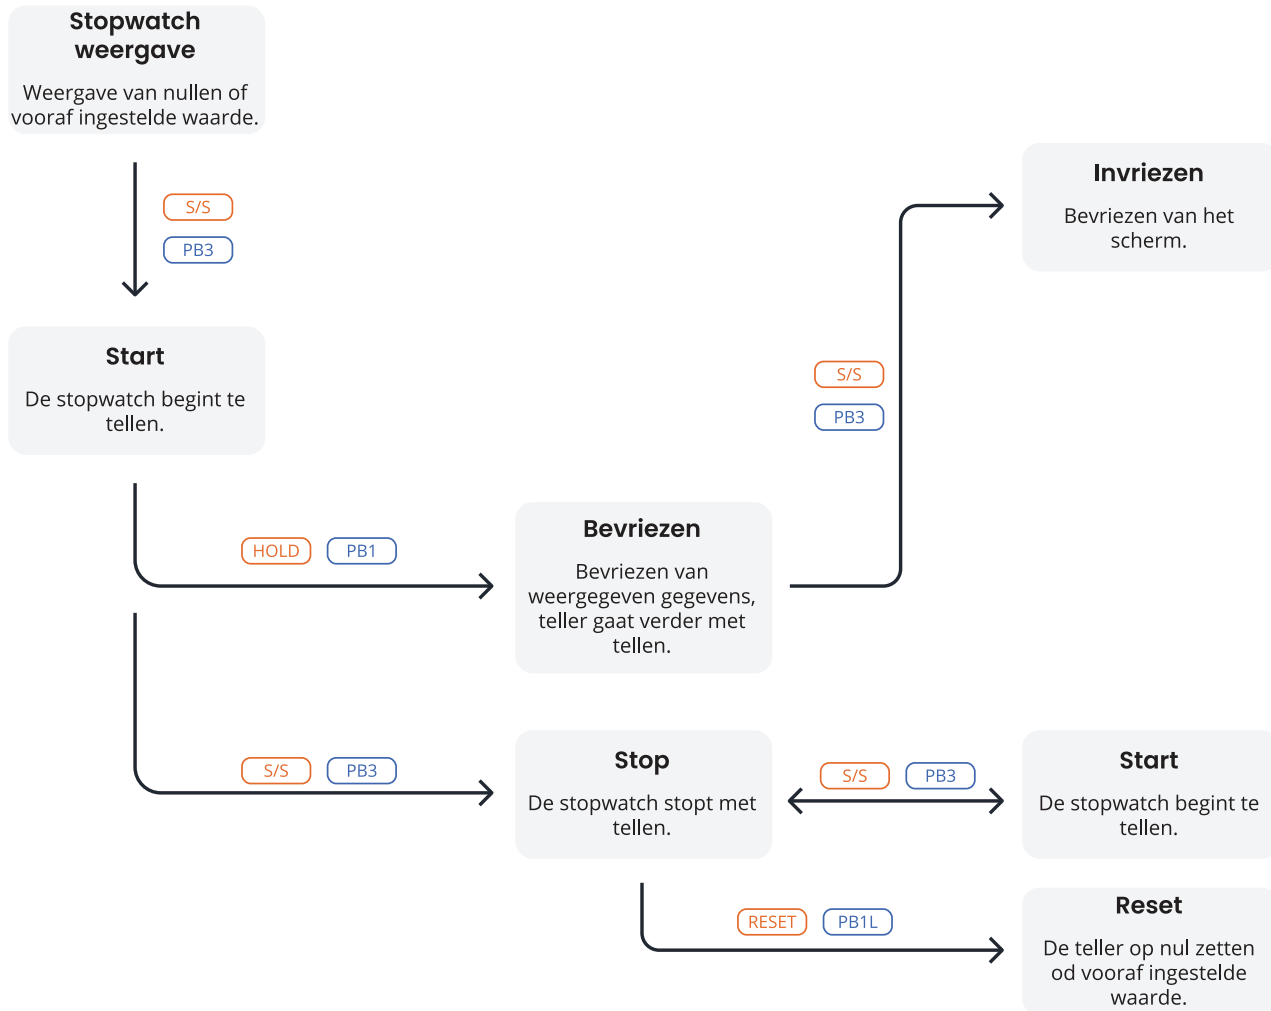 Stopwatch
weergave
Weergave van nullen of
vooraf ingestelde waarde.
S/S
PB3
Start
De stopwatch begint te
tellen.
HOLD PB1
Bevriezen
Bevriezen van
weergegeven gegevens,
teller gaat verder met
tellen.
S/S
PB3
Invriezen
Bevriezen van het
scherm.
S/S PB3
Stop
De stopwatch stopt met
tellen.
S/S PB3
Start
De stopwatch begint te
tellen.
RESET PB1L
Reset
De teller op nul zetten
od vooraf ingestelde
waarde.